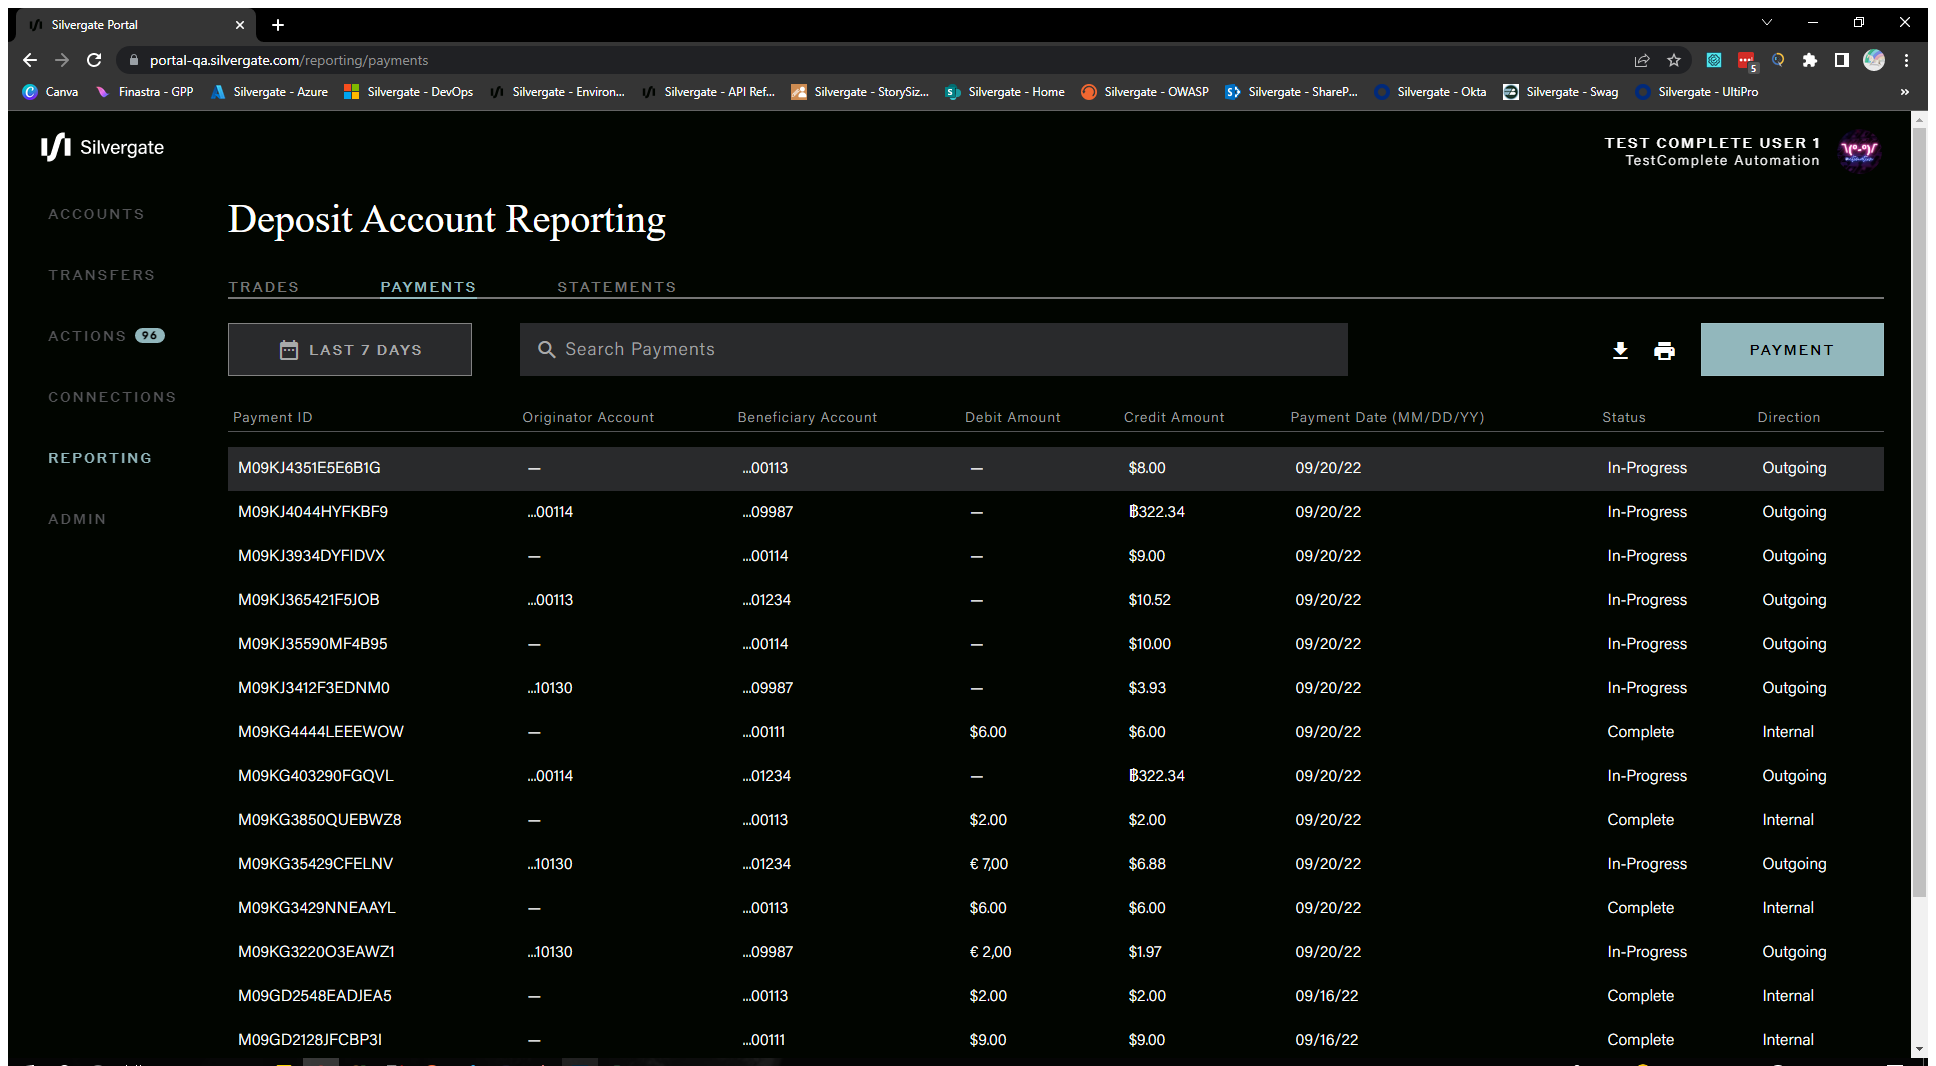 Silvergate Portal
portal-qa.silvergate.com/reporting/payments
5
Canva Finastra - GPP Silvergate - Azure Silvergate - DevOps Silvergate - Environ... Silvergate - API Ref... Silvergate - StorySiz... Silvergate - Home Silvergate - OWASP Silvergate - ShareP... Silvergate - Okta Silvergate - Swag Silvergate - UltiPro »
Silvergate
TEST COMPLETE USER 1
TestComplete Automation
ACCOUNTS
TRANSFERS
ACTIONS 96
CONNECTIONS
REPORTING
ADMIN
Deposit Account Reporting
TRADES PAYMENTS STATEMENTS
LAST 7 DAYS Search Payments PAYMENT
Payment ID Originator Account Beneficiary Account Debit Amount Credit Amount Payment Date (MM/DD/YY) Status Direction
M09KJ4351E5E6B1G — ...00113 — $8.00 09/20/22 In-Progress Outgoing
M09KJ4044HYFKBF9 ...00114 ...09987 — ฿322.34 09/20/22 In-Progress Outgoing
M09KJ3934DYFIDVX — ...00114 — $9.00 09/20/22 In-Progress Outgoing
M09KJ365421F5JOB ...00113 ...01234 — $10.52 09/20/22 In-Progress Outgoing
M09KJ35590MF4B95 — ...00114 — $10.00 09/20/22 In-Progress Outgoing
M09KJ3412F3EDNM0 ...10130 ...09987 — $3.93 09/20/22 In-Progress Outgoing
M09KG4444LEEEWOW — ...00111 $6.00 $6.00 09/20/22 Complete Internal
M09KG403290FGQVL ...00114 ...01234 — ฿322.34 09/20/22 In-Progress Outgoing
M09KG3850QUEBWZ8 — ...00113 $2.00 $2.00 09/20/22 Complete Internal
M09KG35429CFELNV ...10130 ...01234 € 7,00 $6.88 09/20/22 In-Progress Outgoing
M09KG3429NNEAAYL — ...00113 $6.00 $6.00 09/20/22 Complete Internal
M09KG3220O3EAWZ1 ...10130 ...09987 € 2,00 $1.97 09/20/22 In-Progress Outgoing
M09GD2548EADJEA5 — ...00113 $2.00 $2.00 09/16/22 Complete Internal
M09GD2128JFCBP3I — ...00111 $9.00 $9.00 09/16/22 Complete Internal